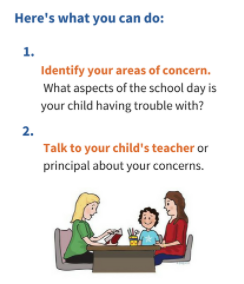 Here's what you can do:
1.
Identify your areas of concern.
What aspects of the school day is
your child having trouble with?
2.
Talk to your child's teacher or
principal about your concerns.